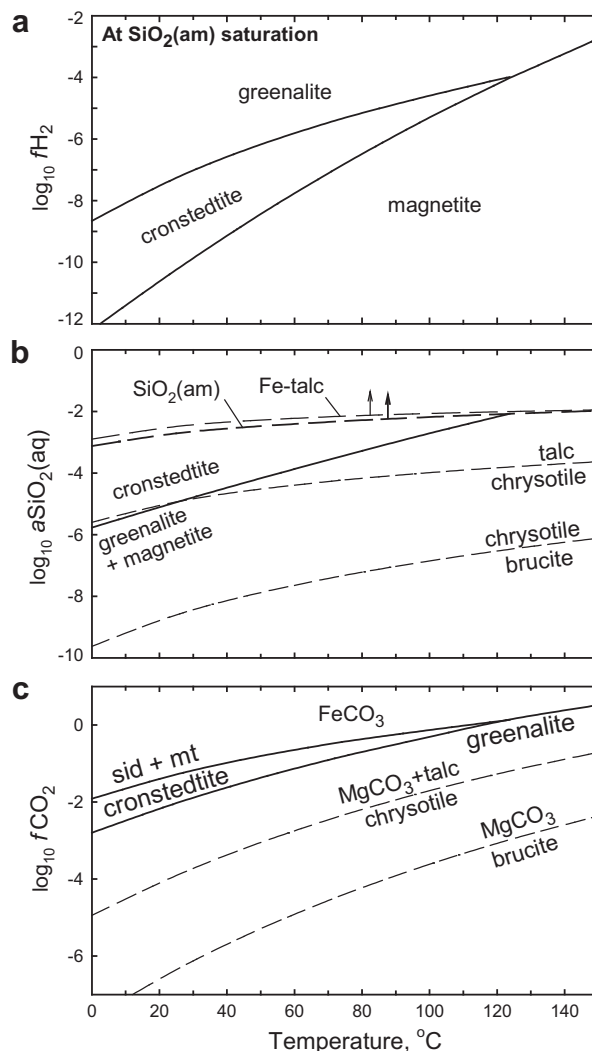 a
At SiO2(am) saturation
-2
-4
-6
-8
-10
-12
log10 fH2
greenalite
cronstedtite
magnetite
b
0
-2
-4
-6
-8
-10
log10 aSiO2(aq)
SiO2(am)
Fe-talc
cronstedtite
greenalite
+ magnetite
talc
chrysotile
chrysotile
brucite
c
0
-2
-4
-6
log10 fCO2
FeCO3
sid + mt
cronstedtite
greenalite
MgCO3+talc
chrysotile
MgCO3
brucite
0 20 40 60 80 100 120 140
Temperature, oC